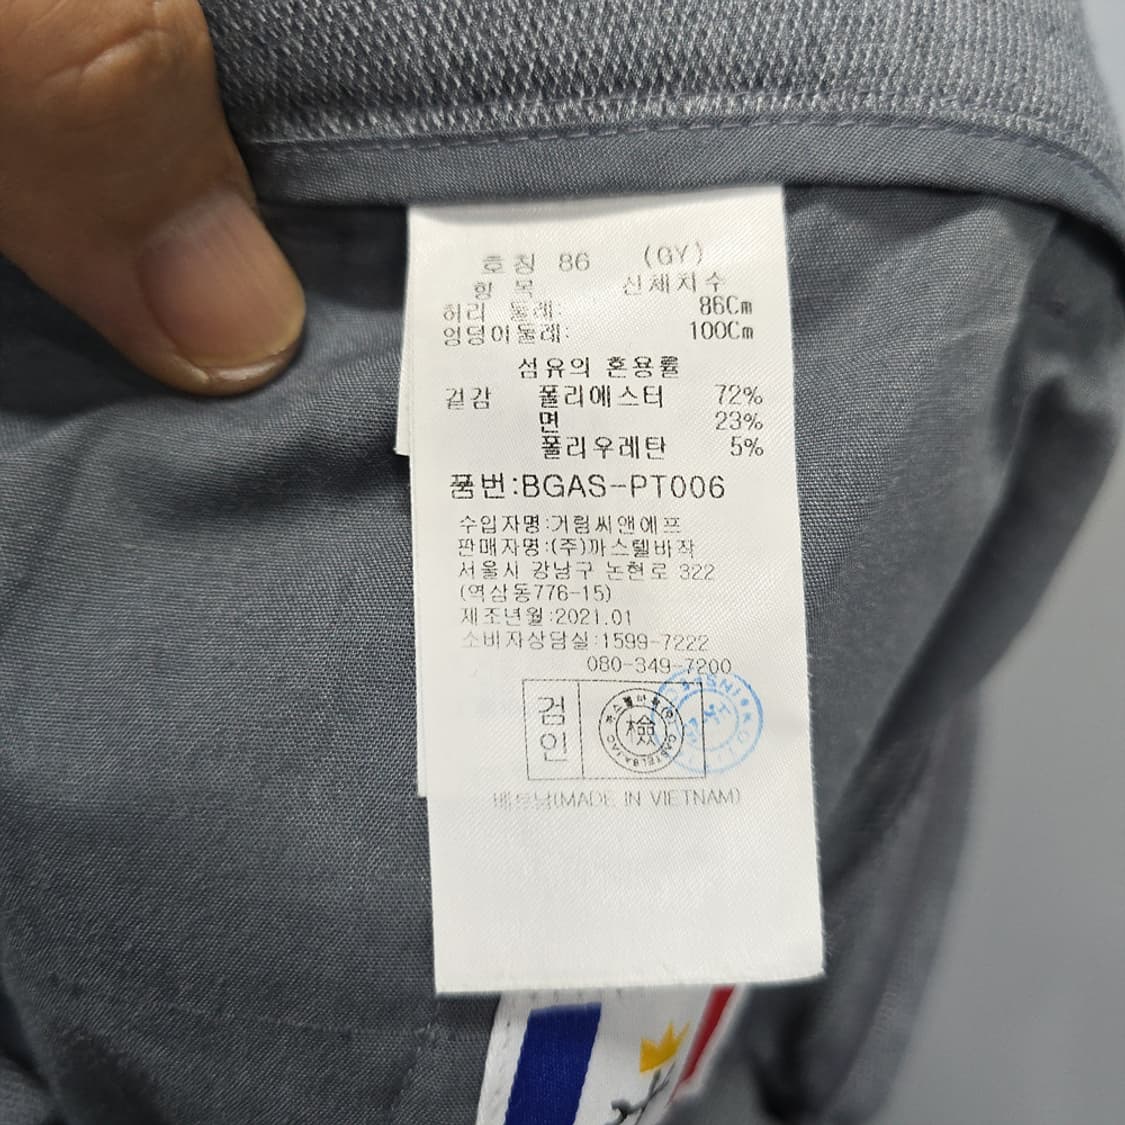 호칭 86 (GY)
항 목 신체치수
허리 둘레: 86Cm
엉덩이둘레: 100Cm
섬유의 혼용률
겉감 폴리에스터 72%
면 23%
폴리우레탄 5%
품번:BGAS-PT006
수입자명:거림씨앤에프
판매자명:(주)까스텔바작
서울시 강남구 논현로 322
(역삼동776-15)
제조년월:2021.01
소비자상담실:1599-7222
080-349-7200
검인
檢
CASTELBAJAC
베트남(MADE IN VIETNAM)